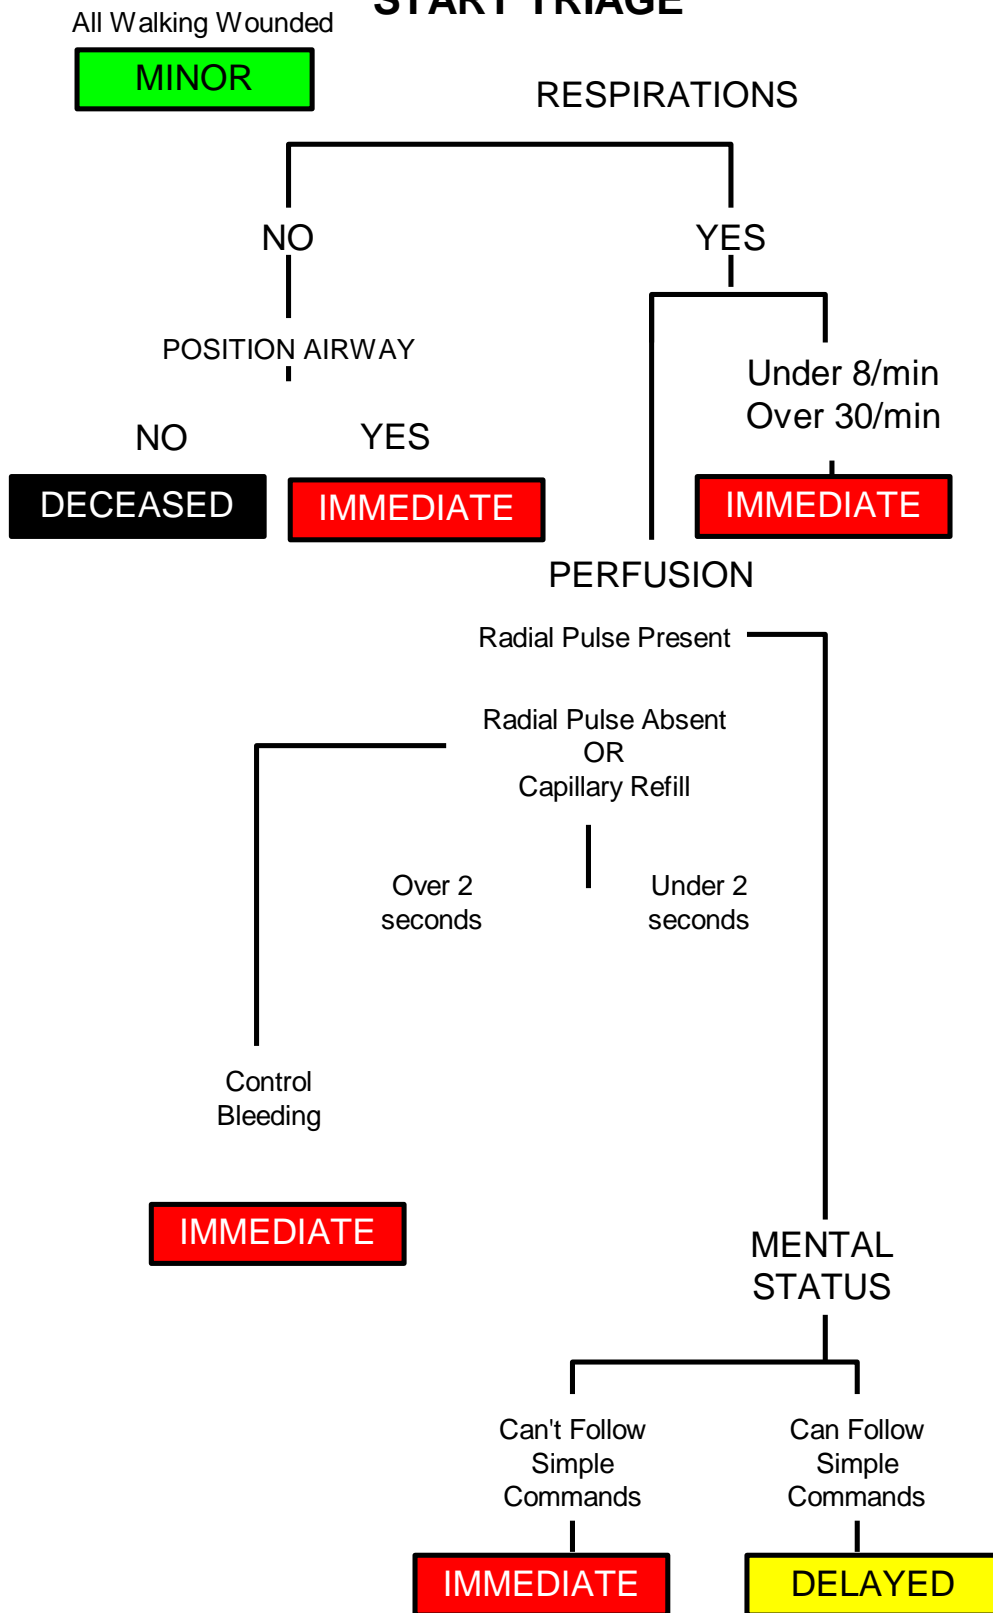 START TRIAGE
All Walking Wounded
MINOR
RESPIRATIONS
NO
YES
POSITION AIRWAY
Under 8/min
Over 30/min
NO
YES
DECEASED
IMMEDIATE
IMMEDIATE
PERFUSION
Radial Pulse Present
Radial Pulse Absent
OR
Capillary Refill
Over 2
seconds
Under 2
seconds
Control
Bleeding
IMMEDIATE
MENTAL
STATUS
Can't Follow
Simple
Commands
Can Follow
Simple
Commands
IMMEDIATE
DELAYED